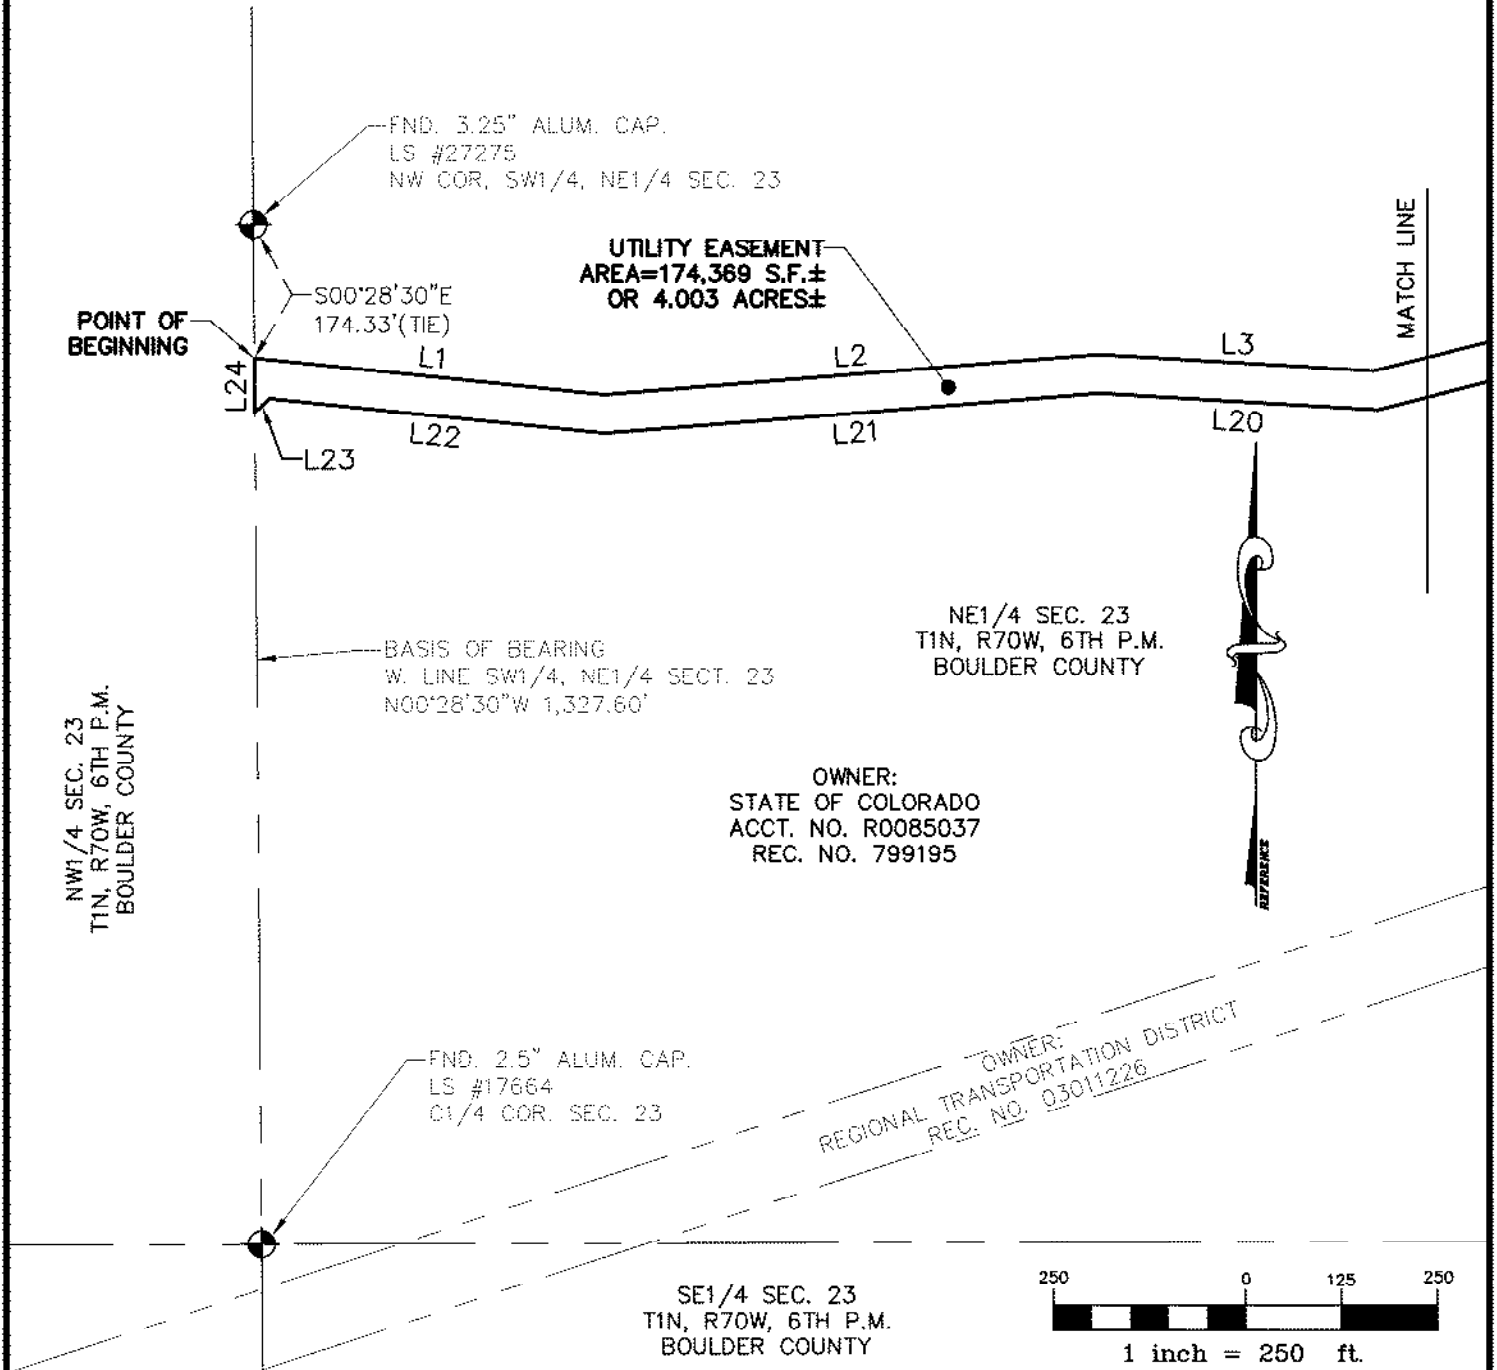 FND. 3.25" ALUM. CAP.
LS #27275
NW COR, SW1/4, NE1/4 SEC. 23
UTILITY EASEMENT
AREA=174,369 S.F.±
OR 4.003 ACRES±
MATCH LINE
S00°28'30"E
174.33'(TIE)
POINT OF
BEGINNING
L24
L1
L2
L3
L22
L21
L20
L23
NE1/4 SEC. 23
T1N, R70W, 6TH P.M.
BOULDER COUNTY
BASIS OF BEARING
W. LINE SW1/4, NE1/4 SECT. 23
N00°28'30"W 1,327.60'
NW1/4 SEC. 23
T1N, R70W, 6TH P.M.
BOULDER COUNTY
OWNER:
STATE OF COLORADO
ACCT. NO. R0085037
REC. NO. 799195
REFERENCE
OWNER:
REGIONAL TRANSPORTATION DISTRICT
REC. NO. 03011226
FND. 2.5" ALUM. CAP.
LS #17664
C1/4 COR. SEC. 23
SE1/4 SEC. 23
T1N, R70W, 6TH P.M.
BOULDER COUNTY
250 0 125 250
1 inch = 250 ft.